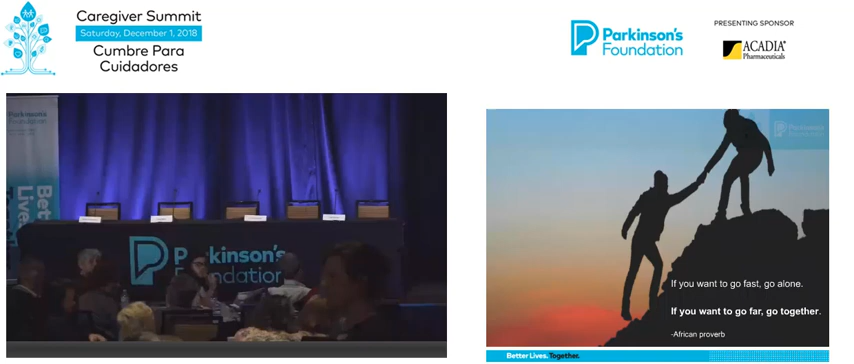 Caregiver Summit
Saturday, December 1, 2018
Cumbre Para
Cuidadores
Parkinson's
Foundation
PRESENTING SPONSOR
ACADIA®
Pharmaceuticals
Parkinson's
Foundation
Better
Lives.
Parkinson's
Foundation
Parkinson's
Foundation
If you want to go fast, go alone.
If you want to go far, go together.
-African proverb
Better Lives. Together.